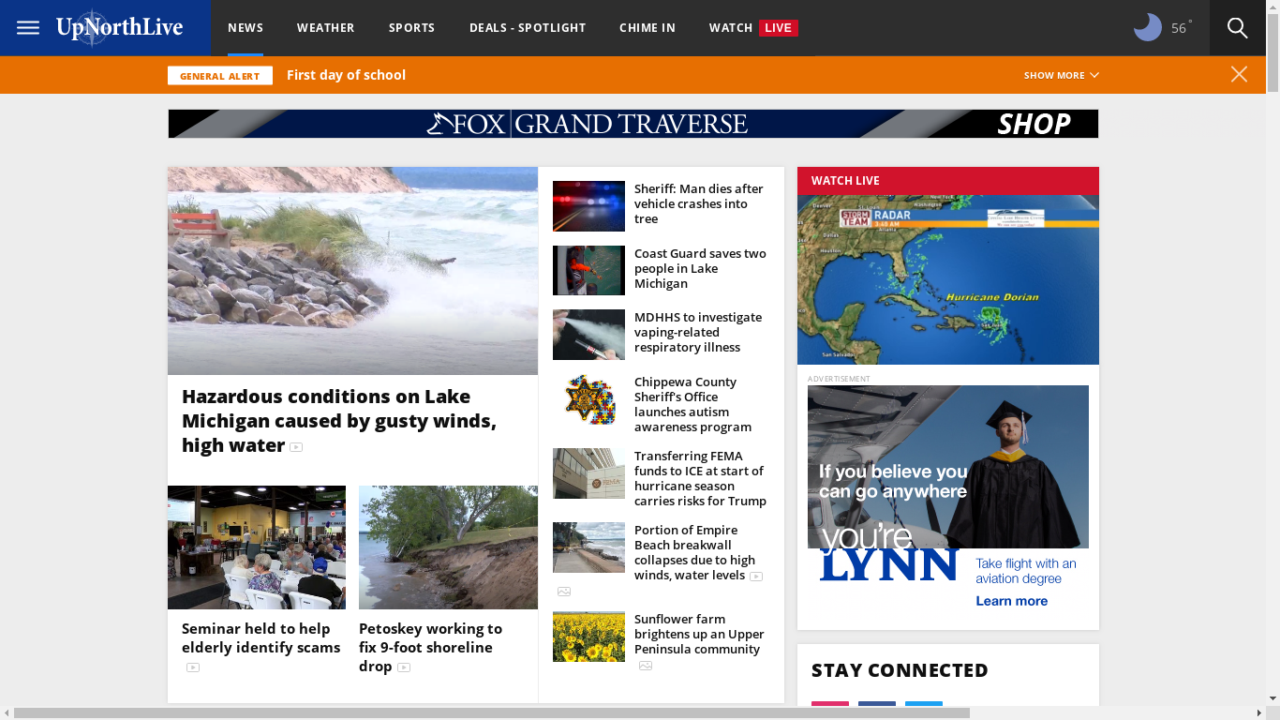 UpNorthLive
NEWS
WEATHER
SPORTS
DEALS - SPOTLIGHT
CHIME IN
WATCH LIVE
56°
GENERAL ALERT
First day of school
SHOW MORE
FOX GRAND TRAVERSE
SHOP
Hazardous conditions on Lake
Michigan caused by gusty winds,
high water
Seminar held to help
elderly identify scams
Petoskey working to
fix 9-foot shoreline
drop
Sheriff: Man dies after
vehicle crashes into
tree
Coast Guard saves two
people in Lake
Michigan
MDHHS to investigate
vaping-related
respiratory illness
Chippewa County
Sheriff's Office
launches autism
awareness program
Transferring FEMA
funds to ICE at start of
hurricane season
carries risks for Trump
Portion of Empire
Beach breakwall
collapses due to high
winds, water levels
Sunflower farm
brightens up an Upper
Peninsula community
WATCH LIVE
STORM
TEAM
RADAR
Hurricane Dorian
ADVERTISEMENT
If you believe you
can go anywhere
you're
LYNN
Take flight with an
aviation degree
Learn more
STAY CONNECTED